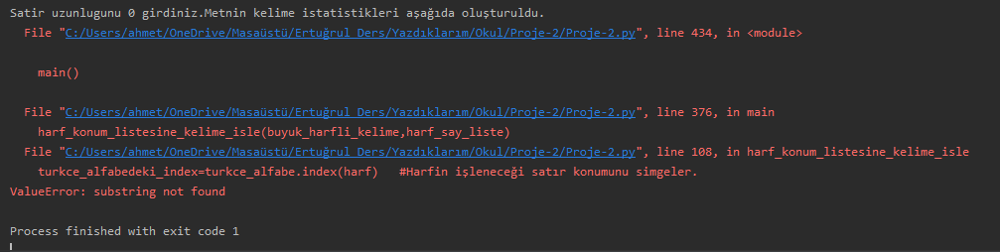 Satir uzunlugunu 0 girdiniz.Metnin kelime istatistikleri aşağıda oluşturuldu.
File "C:/Users/ahmet/OneDrive/Masaüstü/Ertuğrul Ders/Yazdıklarım/Okul/Proje-2/Proje-2.py", line 434, in <module>
main()
File "C:/Users/ahmet/OneDrive/Masaüstü/Ertuğrul Ders/Yazdıklarım/Okul/Proje-2/Proje-2.py", line 376, in main
harf_konum_listesine_kelime_isle(buyuk_harfli_kelime,harf_say_liste)
File "C:/Users/ahmet/OneDrive/Masaüstü/Ertuğrul Ders/Yazdıklarım/Okul/Proje-2/Proje-2.py", line 108, in harf_konum_listesine_kelime_isle
turkce_alfabedeki_index=turkce_alfabe.index(harf)   #Harfin işleneceği satır konumunu simgeler.
ValueError: substring not found
Process finished with exit code 1